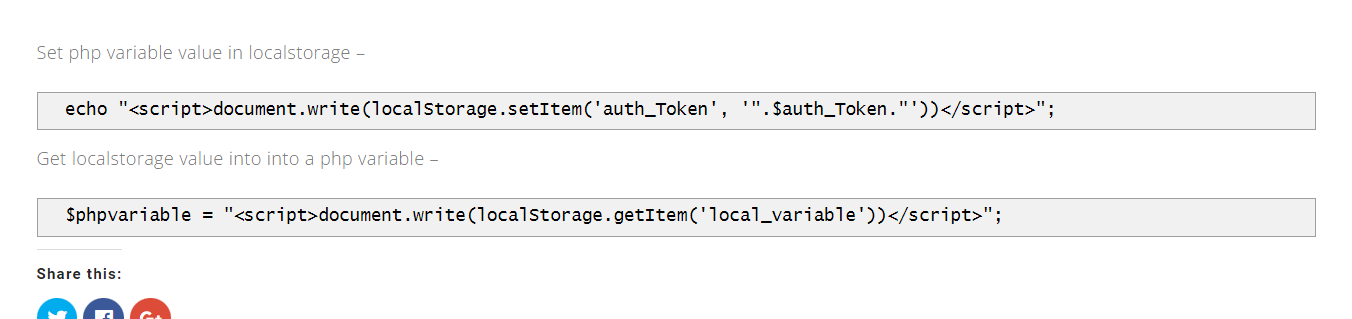 Set php variable value in localstorage –
echo "<script>document.write(localStorage.setItem('auth_Token', '".$auth_Token."'))</script>";
Get localstorage value into into a php variable –
$phpvariable = "<script>document.write(localStorage.getItem('local_variable'))</script>";
Share this: